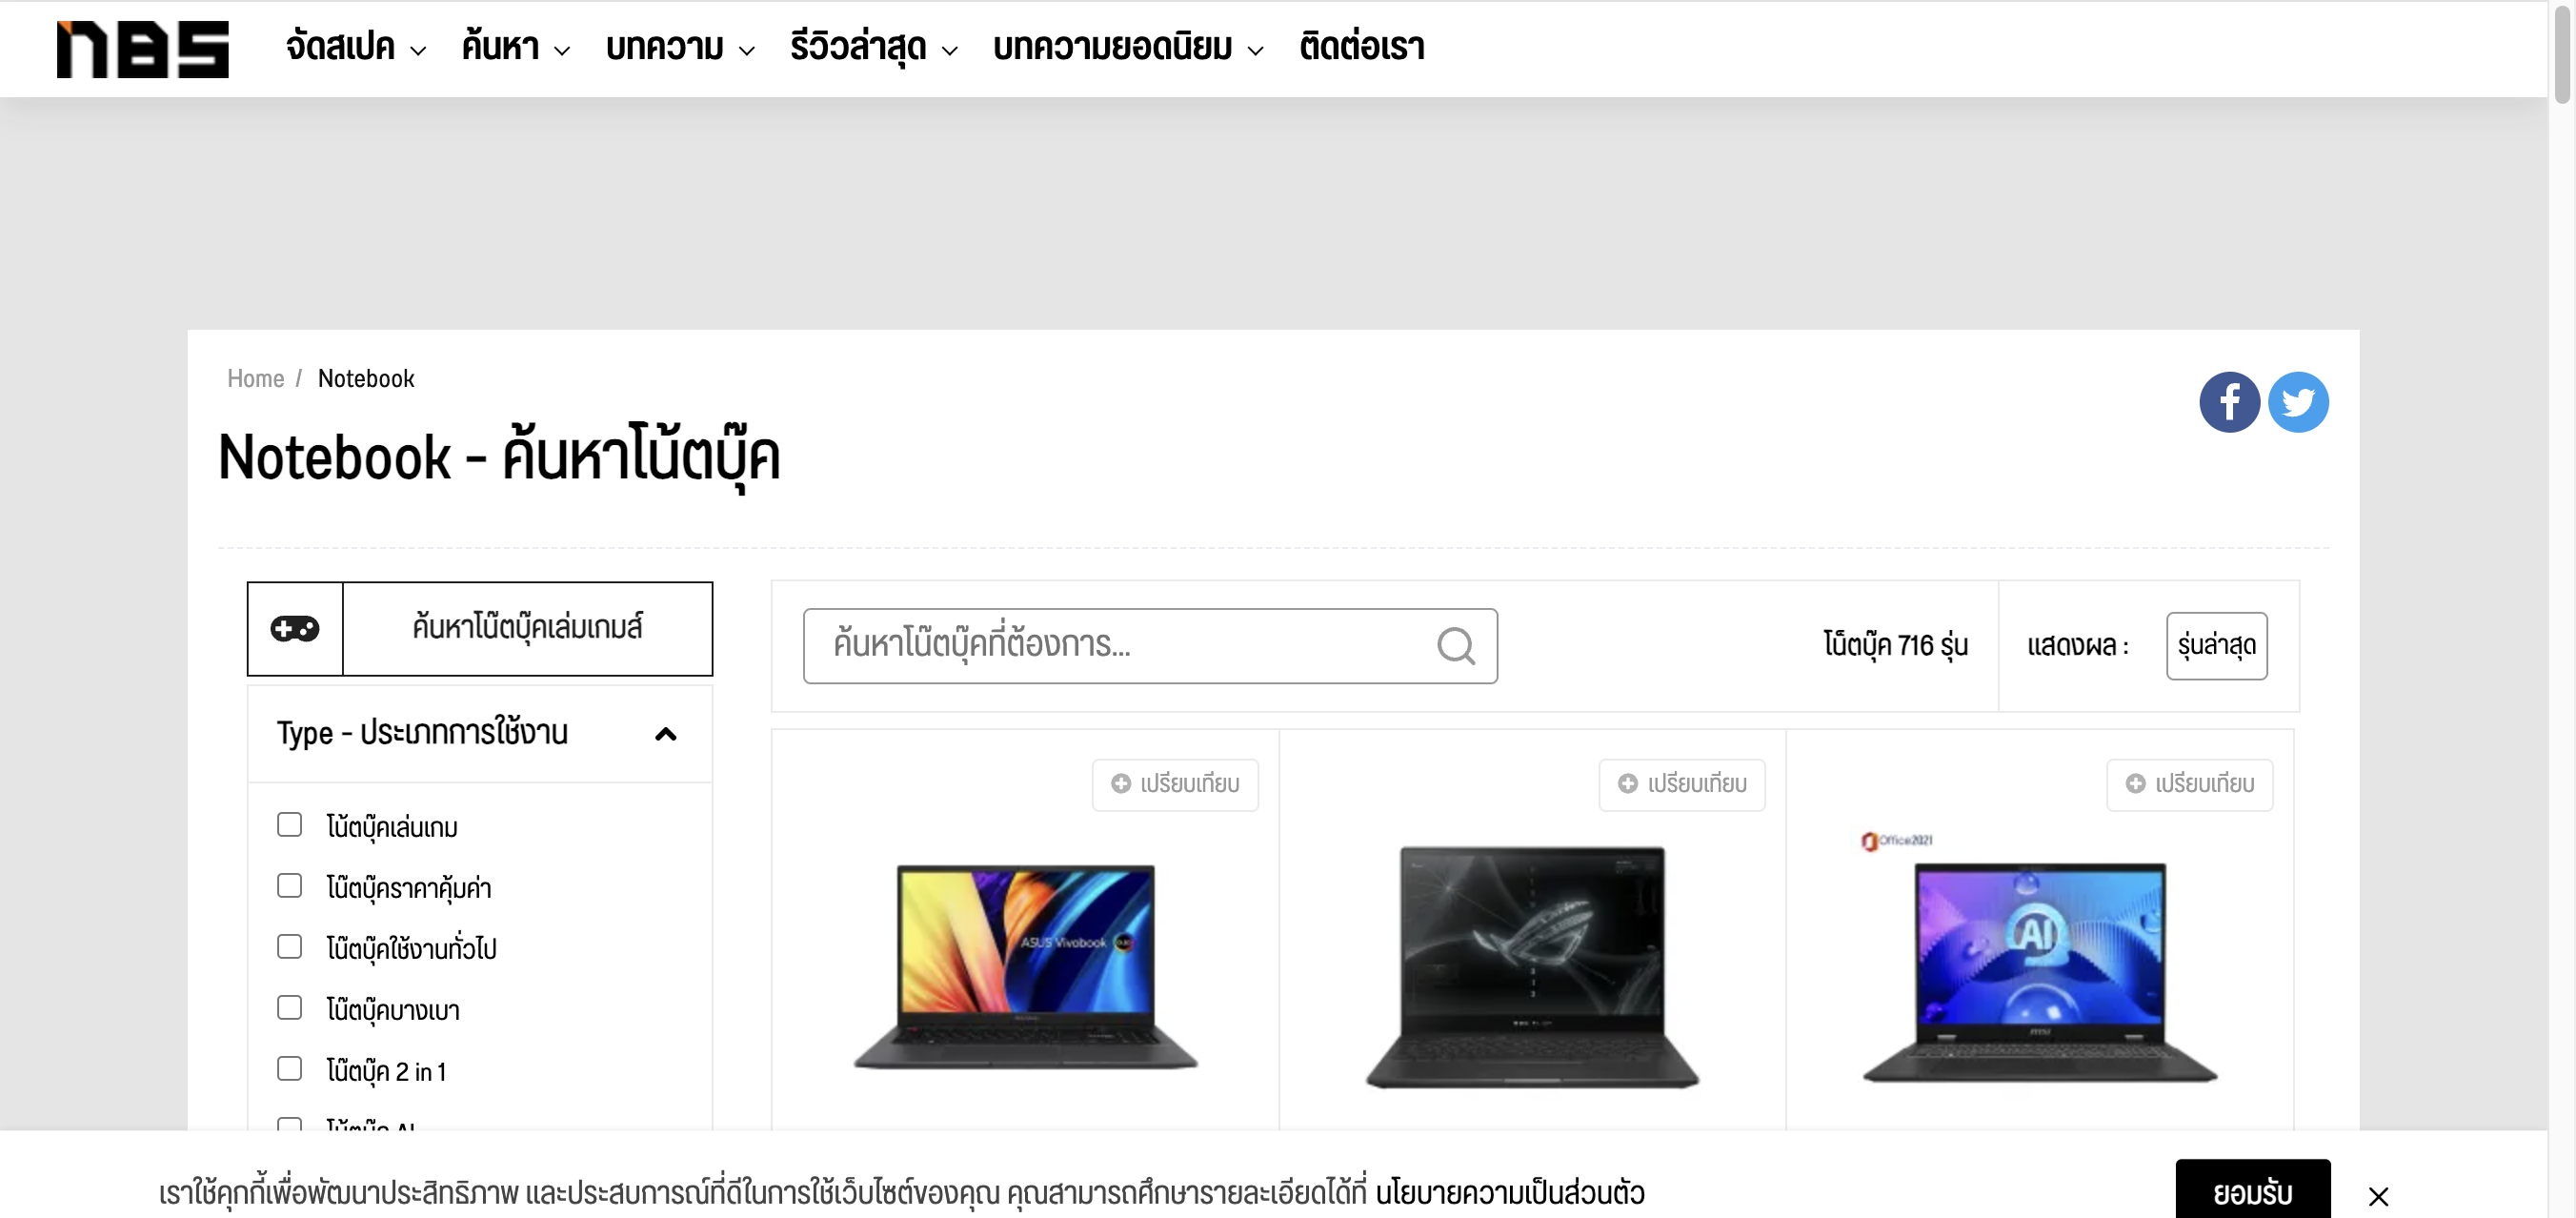 nBS
จัดสเปค
ค้นหา
บทความ
รีวิวล่าสุด
บทความยอดนิยม
ติดต่อเรา
Home / Notebook
Notebook - ค้นหาโน้ตบุ๊ค
ค้นหาโน๊ตบุ๊คเล่มเกมส์
ค้นหาโน๊ตบุ๊คที่ต้องการ...
โน็ตบุ๊ค 716 รุ่น
แสดงผล :
รุ่นล่าสุด
Type - ประเภทการใช้งาน
โน้ตบุ๊คเล่นเกม
โน๊ตบุ๊คราคาคุ้มค่า
โน๊ตบุ๊คใช้งานทั่วไป
โน๊ตบุ๊คบางเบา
โน๊ตบุ๊ค 2 in 1
เปรียบเทียบ
เปรียบเทียบ
เปรียบเทียบ
ASUS Vivobook
Office2021
AI
msi
เราใช้คุกกี้เพื่อพัฒนาประสิทธิภาพ และประสบการณ์ที่ดีในการใช้เว็บไซต์ของคุณ คุณสามารถศึกษารายละเอียดได้ที่ นโยบายความเป็นส่วนตัว
ยอมรับ